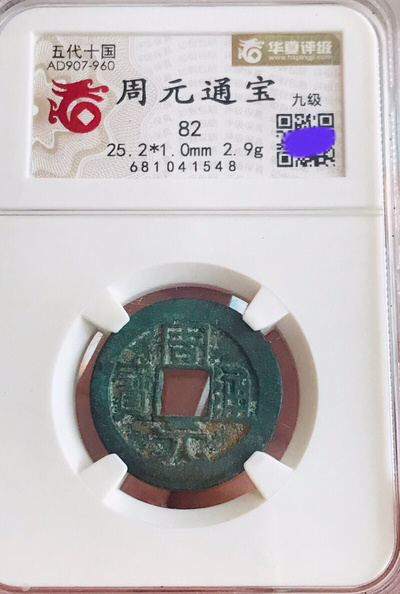 五代十国
AD907-960
华夏评级
www.hxpingji.com
周元通宝
九级
82
25.2*1.0mm 2.9g
681041548
周
元
通
寶